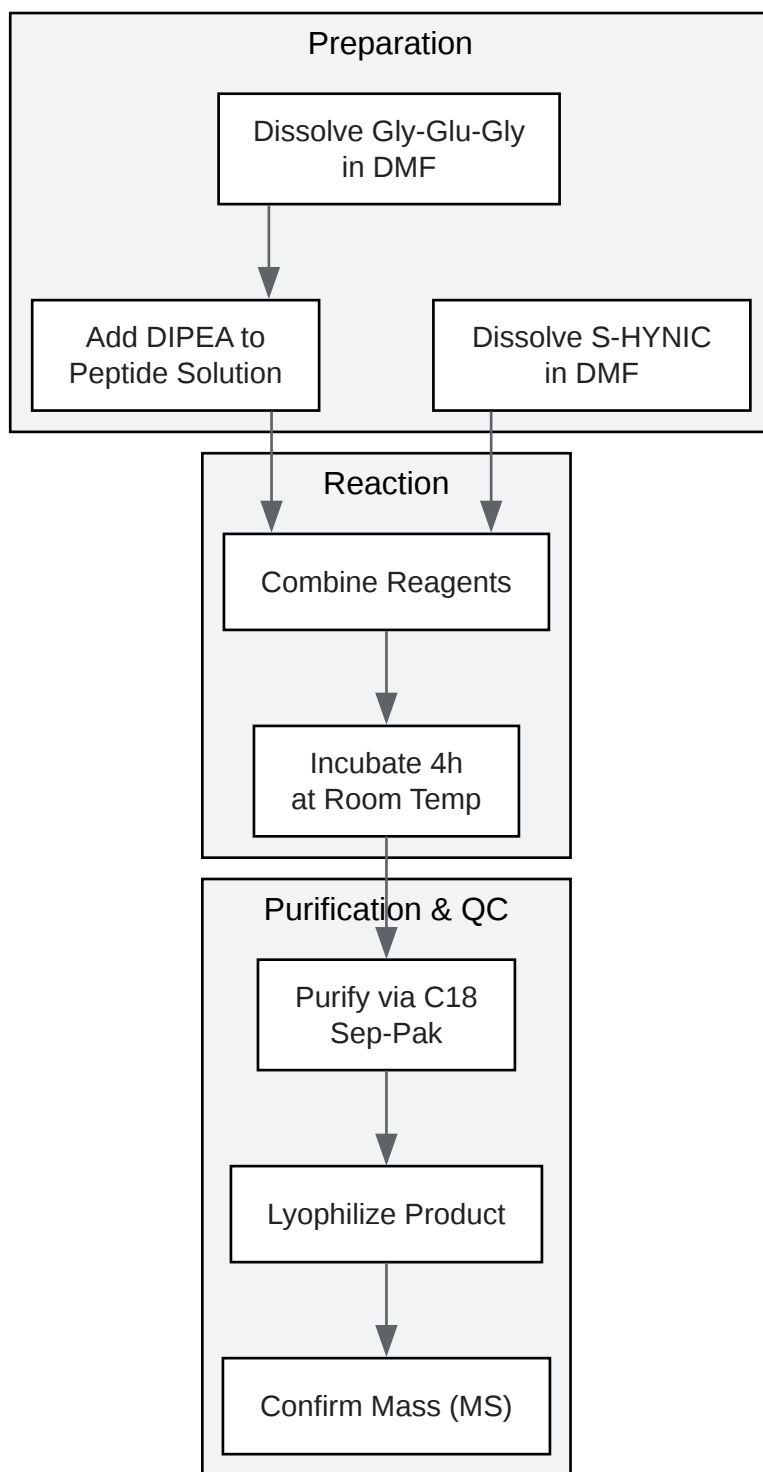 Preparation
Dissolve Gly-Glu-Gly
in DMF
Add DIPEA to
Peptide Solution
Dissolve S-HYNIC
in DMF
Reaction
Combine Reagents
Incubate 4h
at Room Temp
Purification & QC
Purify via C18
Sep-Pak
Lyophilize Product
Confirm Mass (MS)